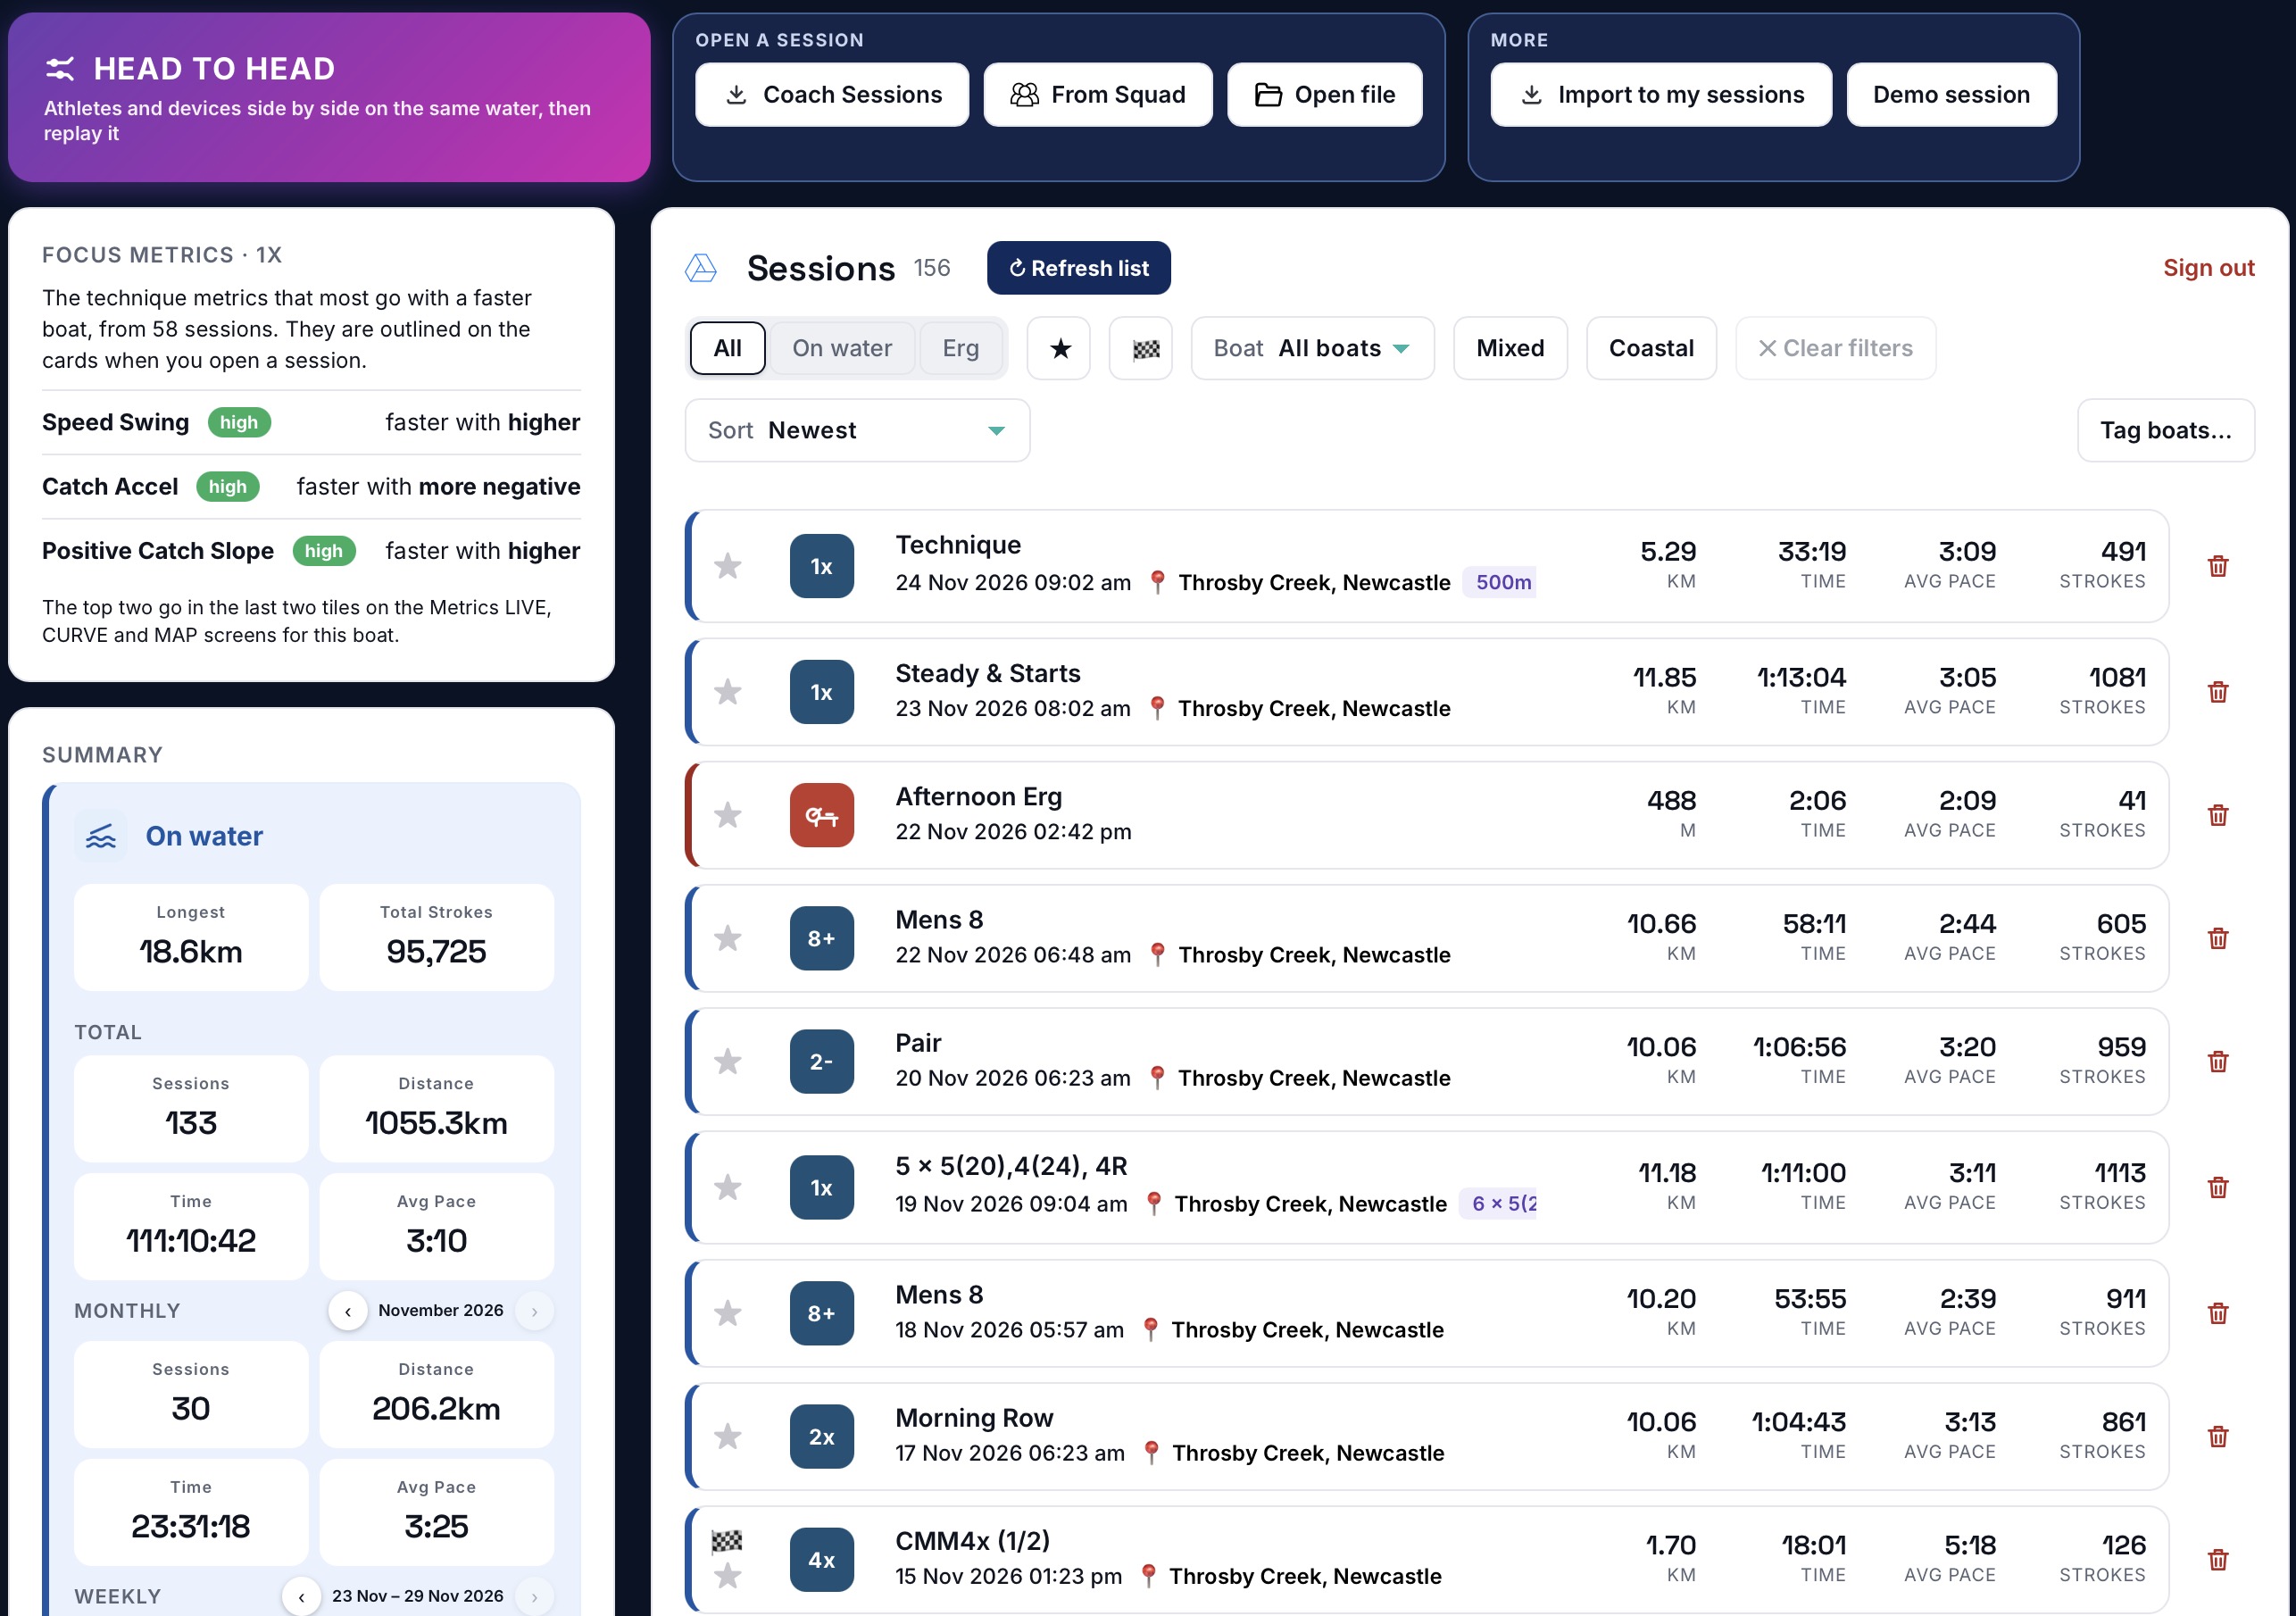 HEAD TO HEAD
Athletes and devices side by side on the same water, then
replay it
OPEN A SESSION
Coach Sessions
From Squad
Open file
MORE
Import to my sessions
Demo session
FOCUS METRICS · 1X
The technique metrics that most go with a faster
boat, from 58 sessions. They are outlined on the
cards when you open a session.
Speed Swing high faster with higher
Catch Accel high faster with more negative
Positive Catch Slope high faster with higher
The top two go in the last two tiles on the Metrics LIVE,
CURVE and MAP screens for this boat.
SUMMARY
On water
Longest
18.6km
Total Strokes
95,725
TOTAL
Sessions
133
Distance
1055.3km
Time
111:10:42
Avg Pace
3:10
MONTHLY ‹ November 2026 ›
Sessions
30
Distance
206.2km
Time
23:31:18
Avg Pace
3:25
WEEKLY ‹ 23 Nov – 29 Nov 2026 ›
Sessions 156 ↻ Refresh list Sign out
All On water Erg ★ Boat All boats Mixed Coastal ✕ Clear filters
Sort Newest Tag boats...
1x
Technique
24 Nov 2026 09:02 am Throsby Creek, Newcastle 500m
5.29 33:19 3:09 491
KM TIME AVG PACE STROKES
1x
Steady & Starts
23 Nov 2026 08:02 am Throsby Creek, Newcastle
11.85 1:13:04 3:05 1081
KM TIME AVG PACE STROKES
Afternoon Erg
22 Nov 2026 02:42 pm
488 2:06 2:09 41
M TIME AVG PACE STROKES
8+
Mens 8
22 Nov 2026 06:48 am Throsby Creek, Newcastle
10.66 58:11 2:44 605
KM TIME AVG PACE STROKES
2-
Pair
20 Nov 2026 06:23 am Throsby Creek, Newcastle
10.06 1:06:56 3:20 959
KM TIME AVG PACE STROKES
1x
5 × 5(20),4(24), 4R
19 Nov 2026 09:04 am Throsby Creek, Newcastle 6 × 5(2
11.18 1:11:00 3:11 1113
KM TIME AVG PACE STROKES
8+
Mens 8
18 Nov 2026 05:57 am Throsby Creek, Newcastle
10.20 53:55 2:39 911
KM TIME AVG PACE STROKES
2x
Morning Row
17 Nov 2026 06:23 am Throsby Creek, Newcastle
10.06 1:04:43 3:13 861
KM TIME AVG PACE STROKES
4x
CMM4x (1/2)
15 Nov 2026 01:23 pm Throsby Creek, Newcastle
1.70 18:01 5:18 126
KM TIME AVG PACE STROKES